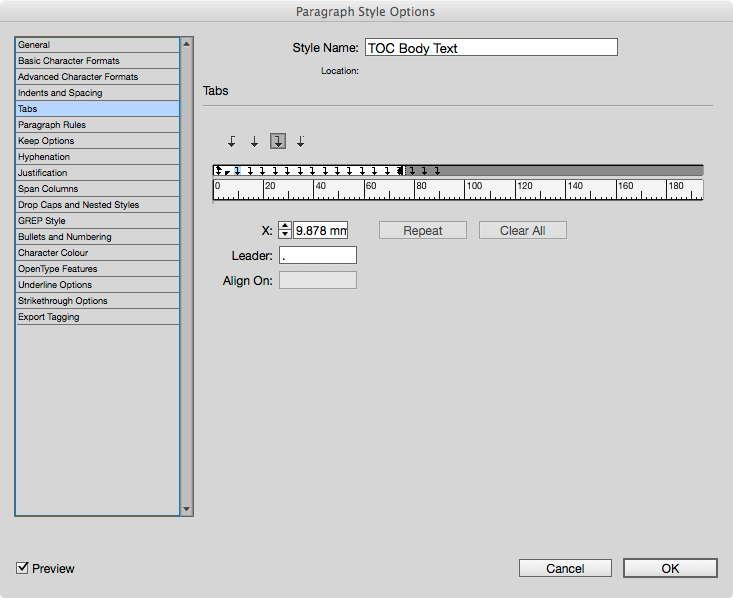 Paragraph Style Options
General
Basic Character Formats
Advanced Character Formats
Indents and Spacing
Tabs
Paragraph Rules
Keep Options
Hyphenation
Justification
Span Columns
Drop Caps and Nested Styles
GREP Style
Bullets and Numbering
Character Colour
OpenType Features
Underline Options
Strikethrough Options
Export Tagging
Style Name: TOC Body Text
Location:
Tabs
0 20 40 60 80 100 120 140 160 180
X: 9.878 mm Repeat Clear All
Leader: .
Align On:
Preview Cancel OK